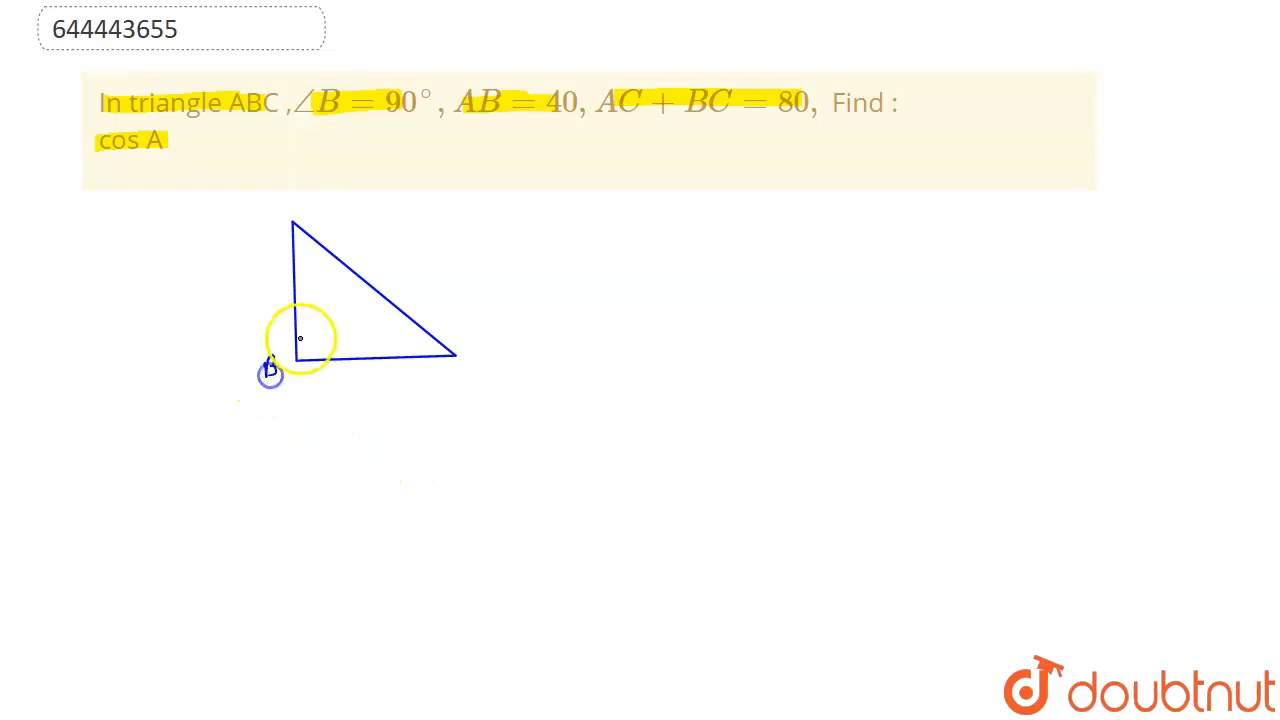 644443655
In triangle ABC ,∠B = 90°, AB = 40, AC + BC = 80, Find :
cos A
B
doubtnut